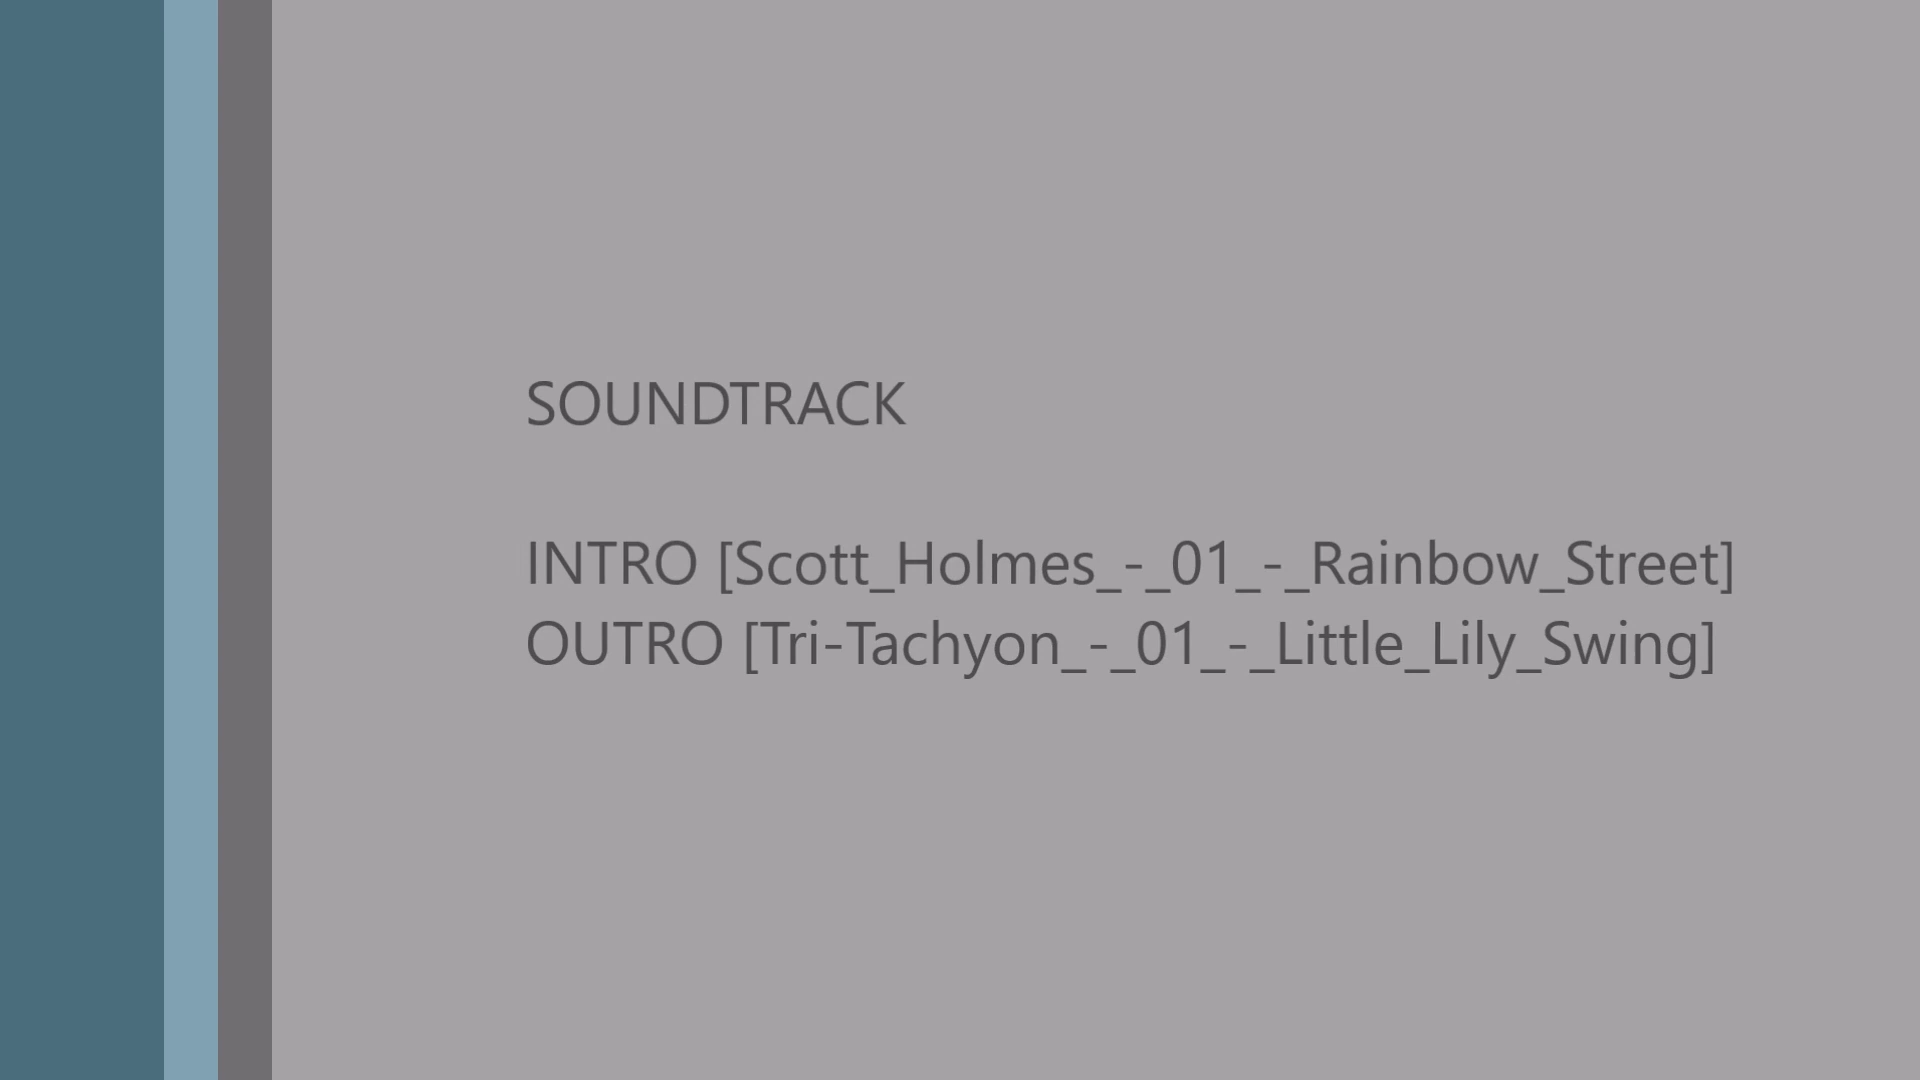 SOUNDTRACK
INTRO [Scott_Holmes_-_01_-_Rainbow_Street]
OUTRO [Tri-Tachyon_-_01_-_Little_Lily_Swing]